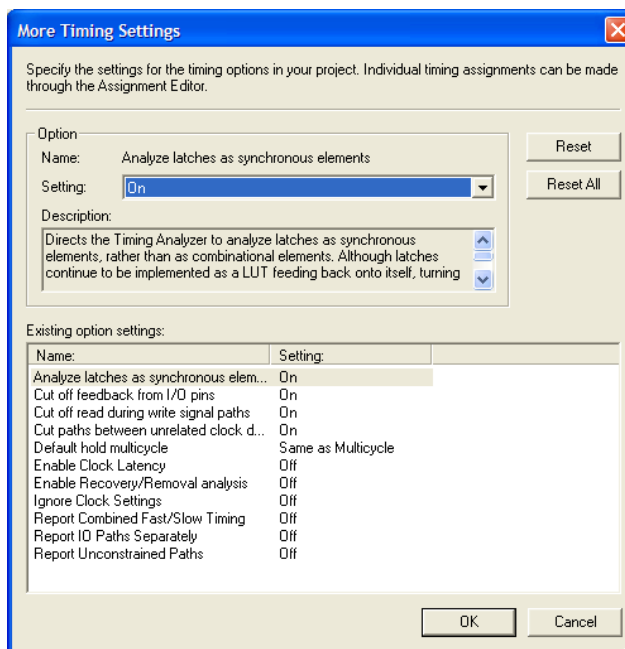 More Timing Settings
Specify the settings for the timing options in your project. Individual timing assignments can be made
through the Assignment Editor.
Option
Name: Analyze latches as synchronous elements
Reset
Setting: On
Reset All
Description:
Directs the Timing Analyzer to analyze latches as synchronous
elements, rather than as combinational elements. Although latches
continue to be implemented as a LUT feeding back onto itself, turning
Existing option settings:
Name: Setting:
Analyze latches as synchronous elem... On
Cut off feedback from I/O pins On
Cut off read during write signal paths On
Cut paths between unrelated clock d... On
Default hold multicycle Same as Multicycle
Enable Clock Latency Off
Enable Recovery/Removal analysis Off
Ignore Clock Settings Off
Report Combined Fast/Slow Timing Off
Report IO Paths Separately Off
Report Unconstrained Paths Off
OK Cancel